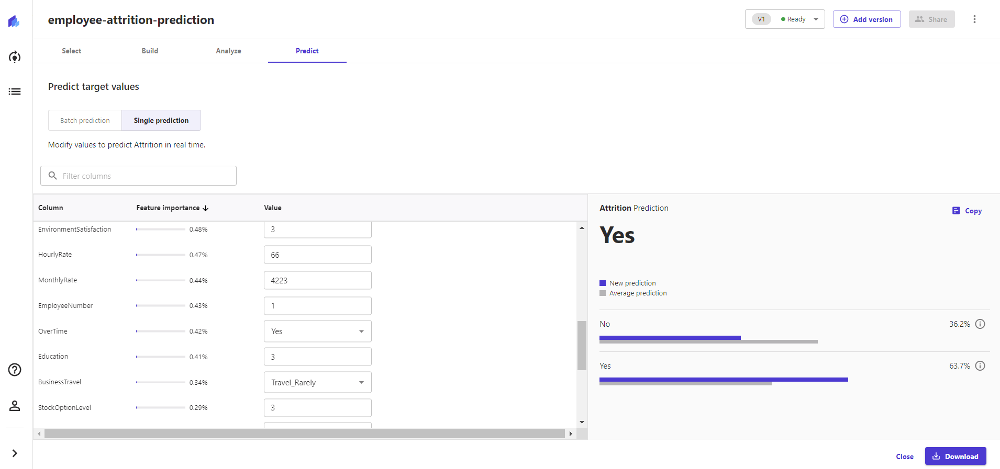 employee-attrition-prediction
V1 Ready
Add version
Share
Select Build Analyze Predict
Predict target values
Batch prediction Single prediction
Modify values to predict Attrition in real time.
Filter columns
Column Feature importance Value
EnvironmentSatisfaction 0.48% 3
HourlyRate 0.47% 66
MonthlyRate 0.44% 4223
EmployeeNumber 0.43% 1
OverTime 0.42% Yes
Education 0.41% 3
BusinessTravel 0.34% Travel_Rarely
StockOptionLevel 0.29% 3
Attrition Prediction
Copy
Yes
New prediction
Average prediction
No 36.2%
Yes 63.7%
Close Download